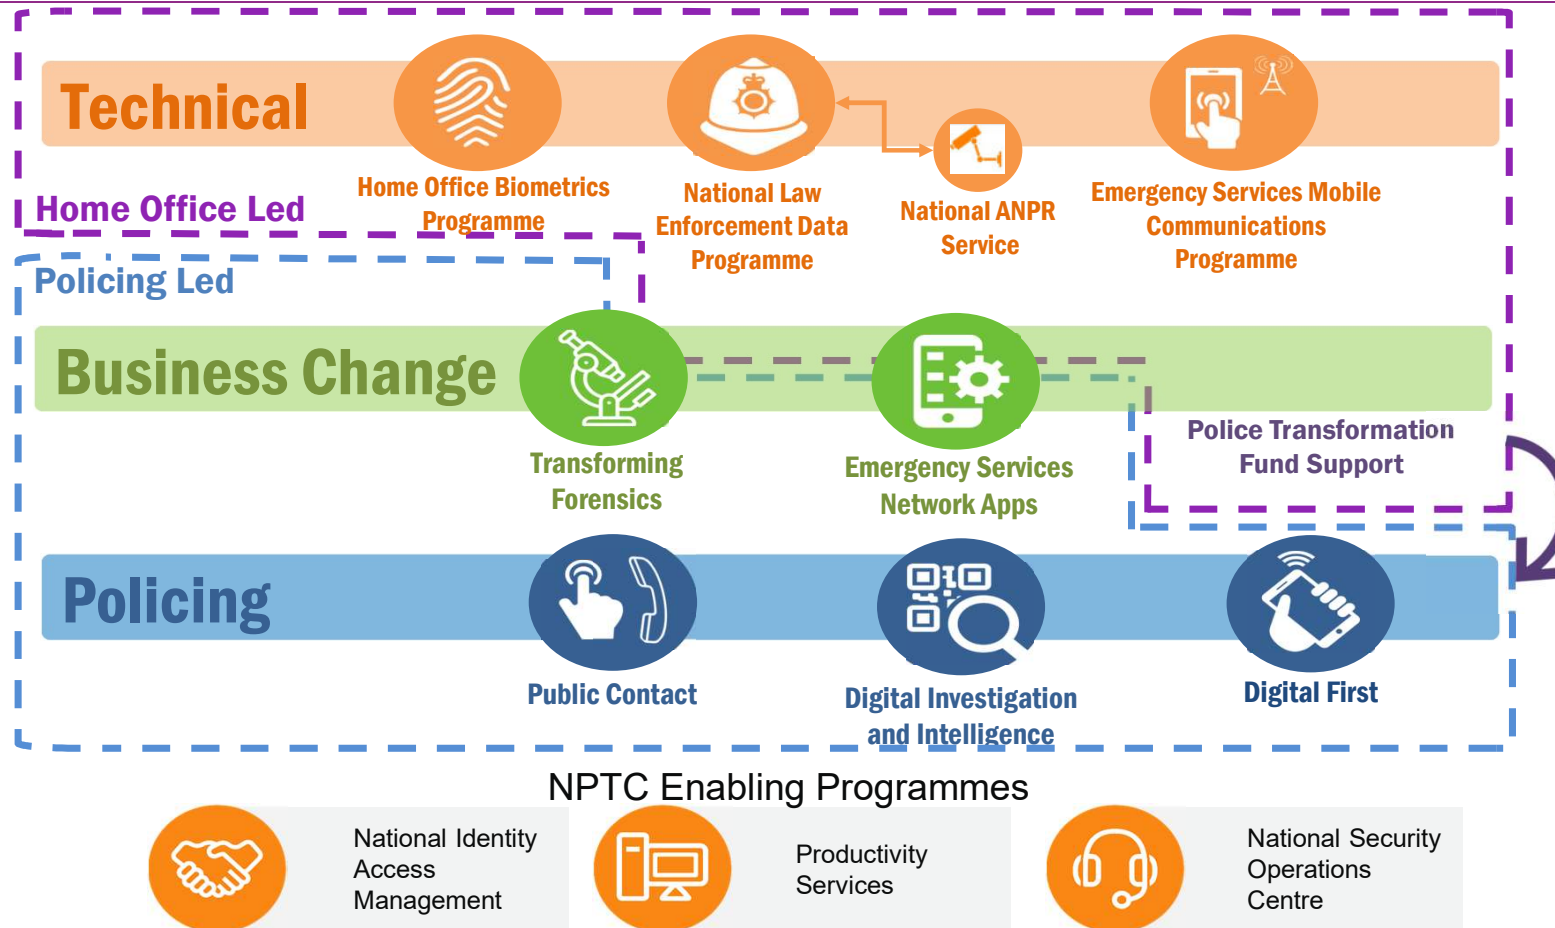 Technical
Home Office Biometrics
Programme
National Law
Enforcement Data
Programme
National ANPR
Service
Emergency Services Mobile
Communications
Programme
Home Office Led
Policing Led
Business Change
Transforming
Forensics
Emergency Services
Network Apps
Police Transformation
Fund Support
Policing
Public Contact
Digital Investigation
and Intelligence
Digital First
NPTC Enabling Programmes
National Identity
Access
Management
Productivity
Services
National Security
Operations
Centre